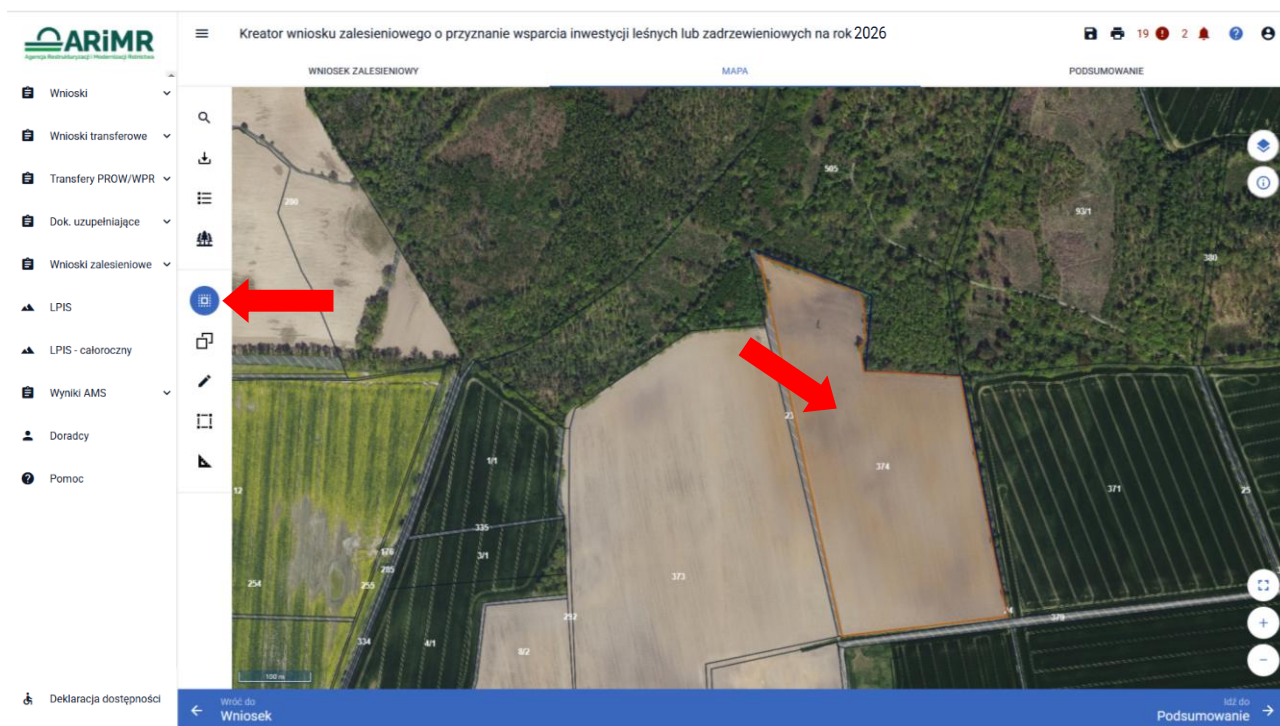 ARiMR
Agencja Restrukturyzacji i Modernizacji Rolnictwa
Kreator wniosku zalesieniowego o przyznanie wsparcia inwestycji leśnych lub zadrzewieniowych na rok 2026
19
2
WNIOSEK ZALESIENIOWY
MAPA
PODSUMOWANIE
Wnioski
Wnioski transferowe
Transfery PROW/WPR
Dok. uzupełniające
Wnioski zalesieniowe
LPIS
LPIS - całoroczny
Wyniki AMS
Doradcy
Pomoc
Deklaracja dostępności
505
280
93/1
380
23
374
1/1
371
25
12
335
176
3/1
285
373
254
255
292
379
334
4/1
8/2
100 m
Wróć do
Wniosek
Idź do
Podsumowanie